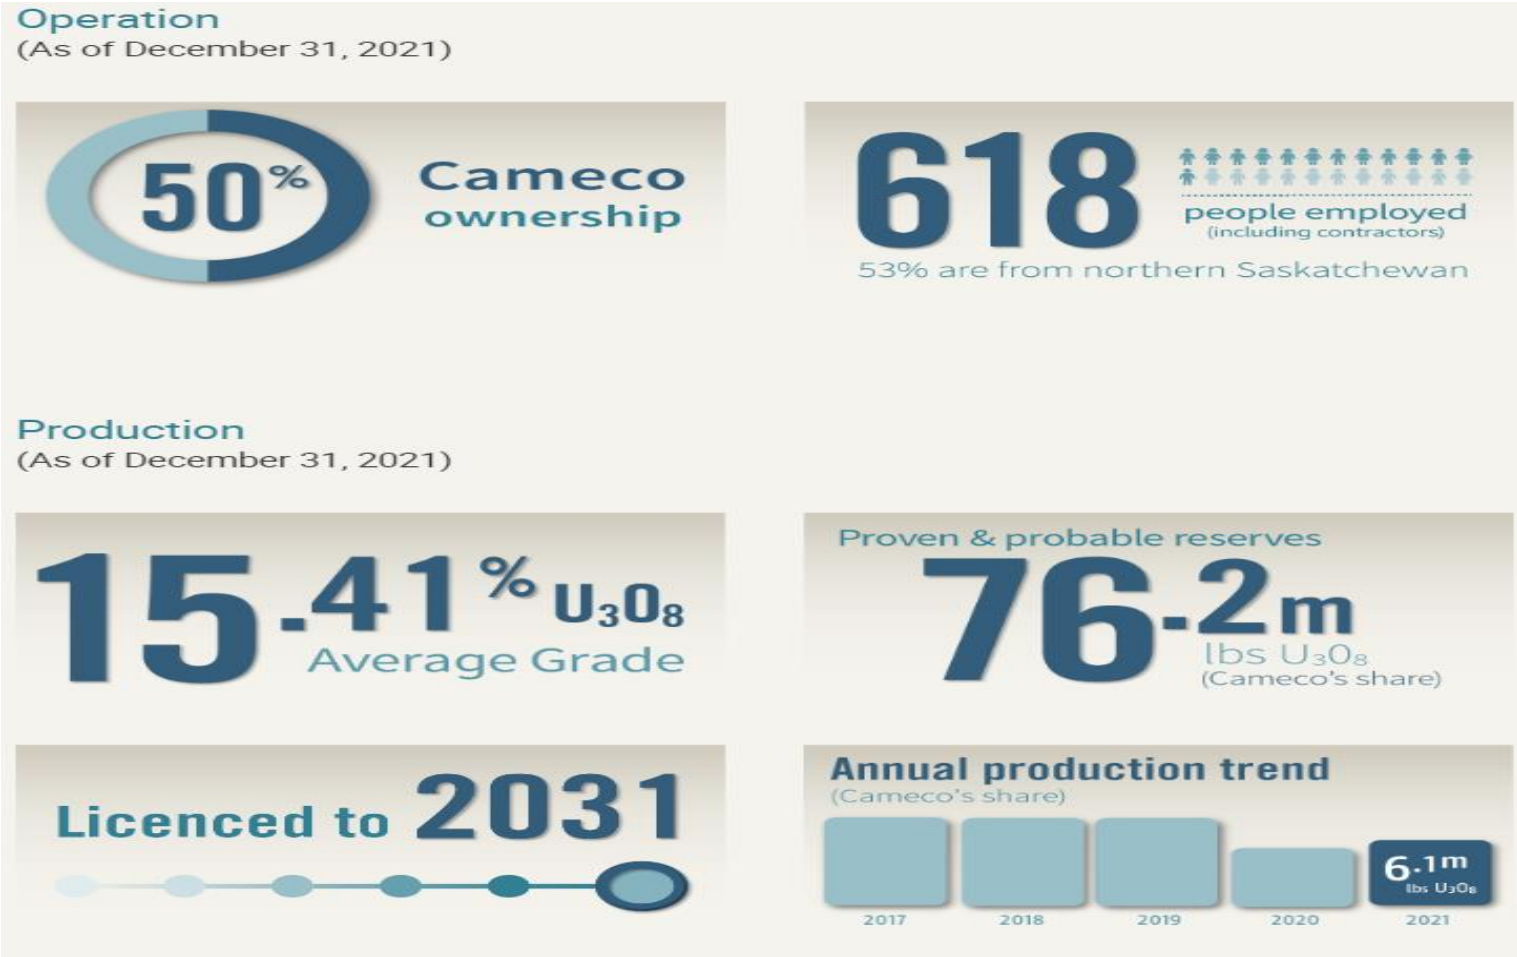 Operation
(As of December 31, 2021)
50%
Cameco
ownership
618
people employed
(including contractors)
53% are from northern Saskatchewan
Production
(As of December 31, 2021)
15.41% U₃O₈
Average Grade
Proven & probable reserves
76.2m
lbs U₃O₈
(Cameco's share)
Licenced to 2031
Annual production trend
(Cameco's share)
6.1m
lbs U₃O₈
2017 2018 2019 2020 2021